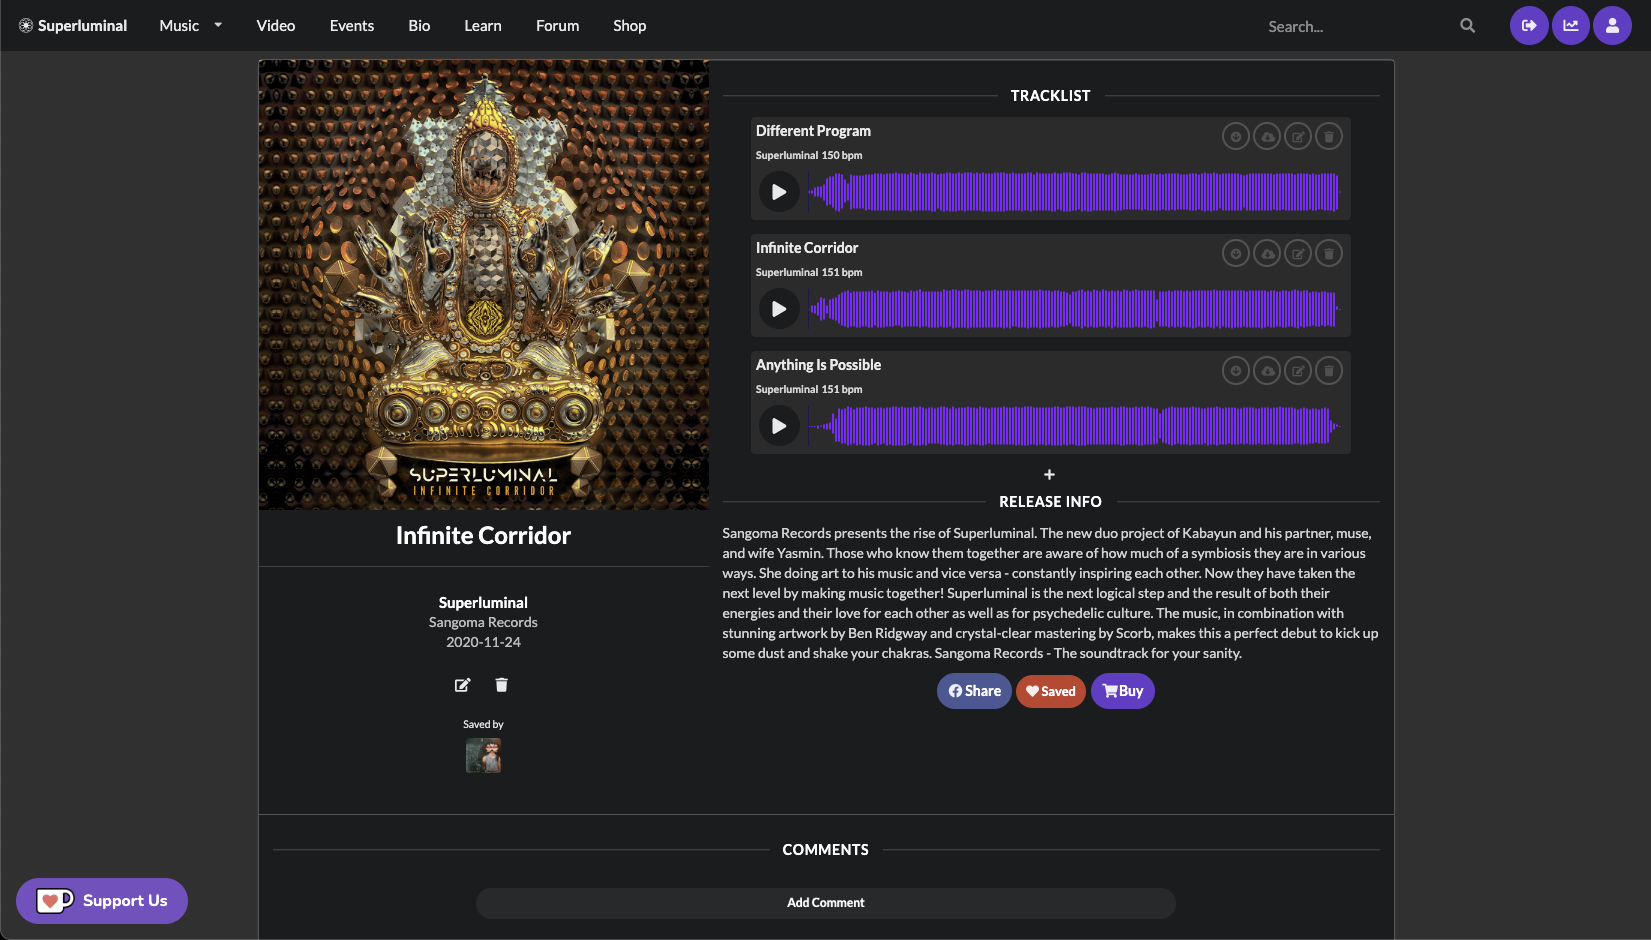 Superluminal
Music
Video
Events
Bio
Learn
Forum
Shop
Search...
SUPERLUMINAL
INFINITE CORRIDOR
Infinite Corridor
Superluminal
Sangoma Records
2020-11-24
Saved by
TRACKLIST
Different Program
Superluminal 150 bpm
Infinite Corridor
Superluminal 151 bpm
Anything Is Possible
Superluminal 151 bpm
+
RELEASE INFO
Sangoma Records presents the rise of Superluminal. The new duo project of Kabayun and his partner, muse,
and wife Yasmin. Those who know them together are aware of how much of a symbiosis they are in various
ways. She doing art to his music and vice versa - constantly inspiring each other. Now they have taken the
next level by making music together! Superluminal is the next logical step and the result of both their
energies and their love for each other as well as for psychedelic culture. The music, in combination with
stunning artwork by Ben Ridgway and crystal-clear mastering by Scorb, makes this a perfect debut to kick up
some dust and shake your chakras. Sangoma Records - The soundtrack for your sanity.
Share
Saved
Buy
COMMENTS
Add Comment
Support Us